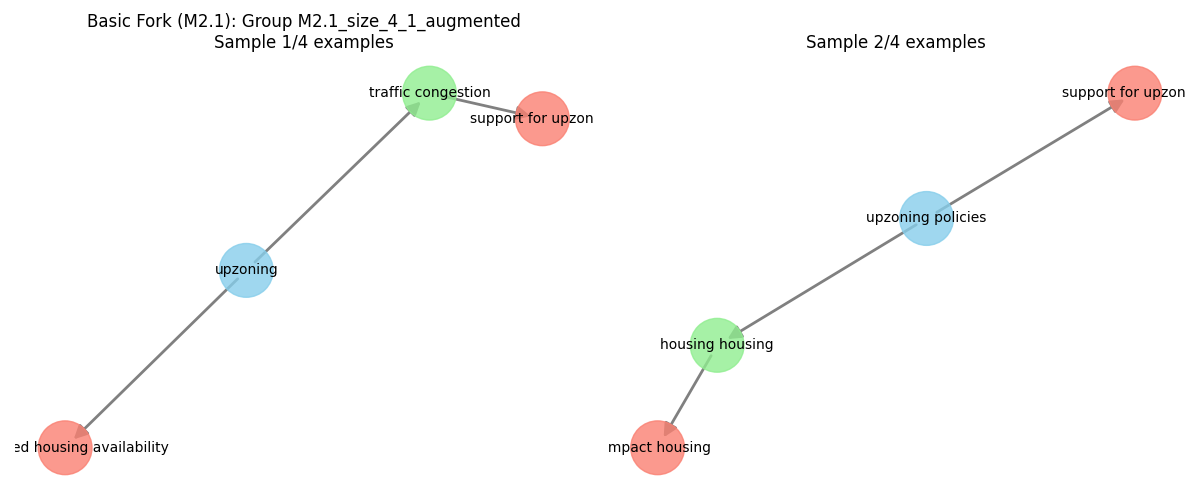 Basic Fork (M2.1): Group M2.1_size_4_1_augmented
Sample 1/4 examples
Sample 2/4 examples
traffic congestion
support for upzon
upzoning
ed housing availability
support for upzon
upzoning policies
housing housing
mpact housing